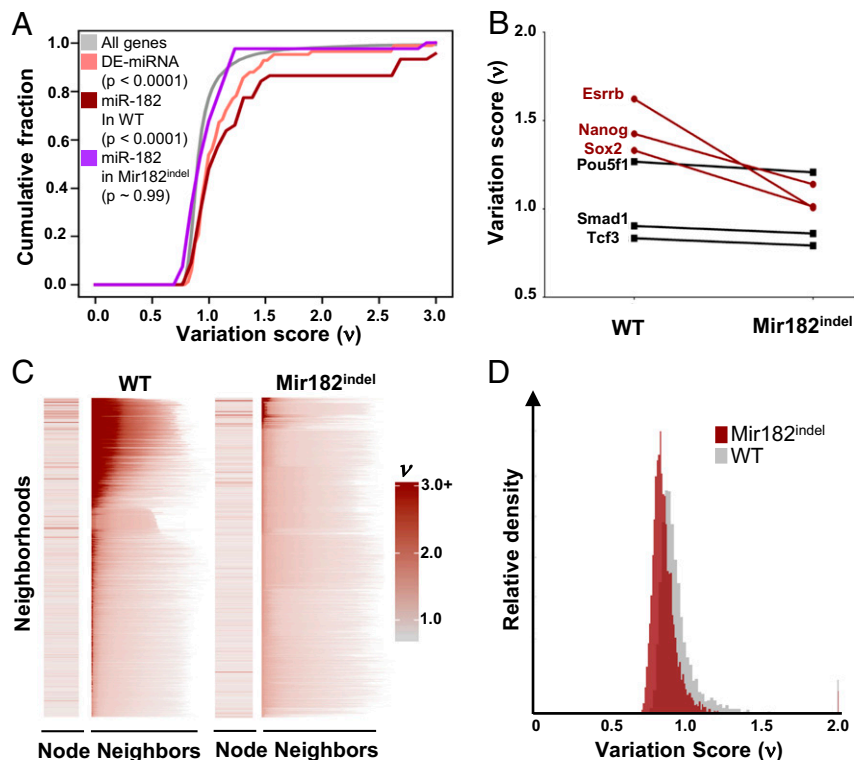 A
Cumulative fraction
1.0
0.8
0.6
0.4
0.2
0.0
All genes
DE-miRNA
(p < 0.0001)
miR-182
In WT
(p < 0.0001)
miR-182
in Mir182indel
(p ~ 0.99)
0.0 0.5 1.0 1.5 2.0 2.5 3.0
Variation score (ν)
B
Variation score (ν)
2.0
1.5
1.0
0.5
Esrrb
Nanog
Sox2
Pou5f1
Smad1
Tcf3
WT Mir182indel
C
WT Mir182indel
Neighborhoods
ν
3.0+
2.0
1.0
Node Neighbors Node Neighbors
D
Relative density
Mir182indel
WT
0 0.5 1.0 1.5 2.0
Variation Score (ν)